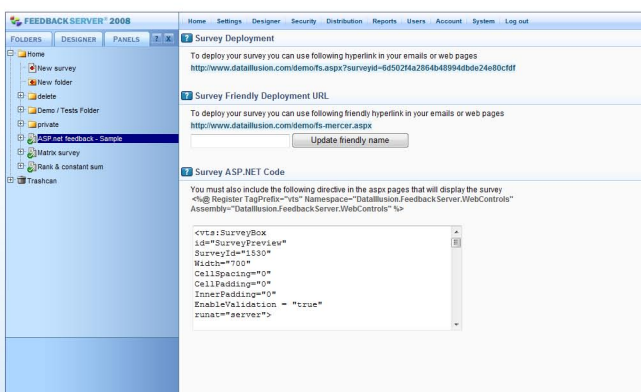 FEEDBACK SERVER® 2008
Home Settings Designer Security Distribution Reports Users Account System Log out
FOLDERS DESIGNER PANELS ? X
Home
New survey
New folder
delete
Demo / Tests Folder
private
ASP.net feedback - Sample
Matrix survey
Rank & constant sum
Trashcan
? Survey Deployment
To deploy your survey you can use following hyperlink in your emails or web pages
http://www.dataillusion.com/demo/fs.aspx?surveyid=6d502f4a2864b48994dbde24e80cfdf
? Survey Friendly Deployment URL
To deploy your survey you can use following friendly hyperlink in your emails or web pages
http://www.dataillusion.com/demo/fs-mercer.aspx
Update friendly name
? Survey ASP.NET Code
You must also include the following directive in the aspx pages that will display the survey
<%@ Register TagPrefix="vts" Namespace="DataIllusion.FeedbackServer.WebControls"
Assembly="DataIllusion.FeedbackServer.WebControls" %>
<vts:SurveyBox
id="SurveyPreview"
SurveyId="1530"
Width="700"
CellSpacing="0"
CellPadding="0"
InnerPadding="0"
EnableValidation = "true"
runat="server">